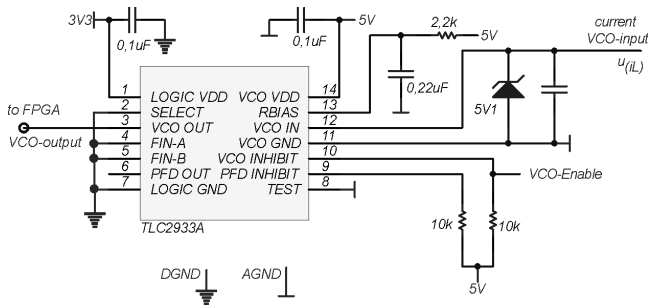 3V3
0,1uF
0,1uF
5V
2,2k
5V
current
VCO-input
u(iL)
0,22uF
5V1
to FPGA
VCO-output
1 LOGIC VDD VCO VDD 14
2 SELECT RBIAS 13
3 VCO OUT VCO IN 12
4 FIN-A VCO GND 11
5 FIN-B VCO INHIBIT 10
6 PFD OUT PFD INHIBIT 9
7 LOGIC GND TEST 8
TLC2933A
VCO-Enable
10k
10k
5V
DGND
AGND